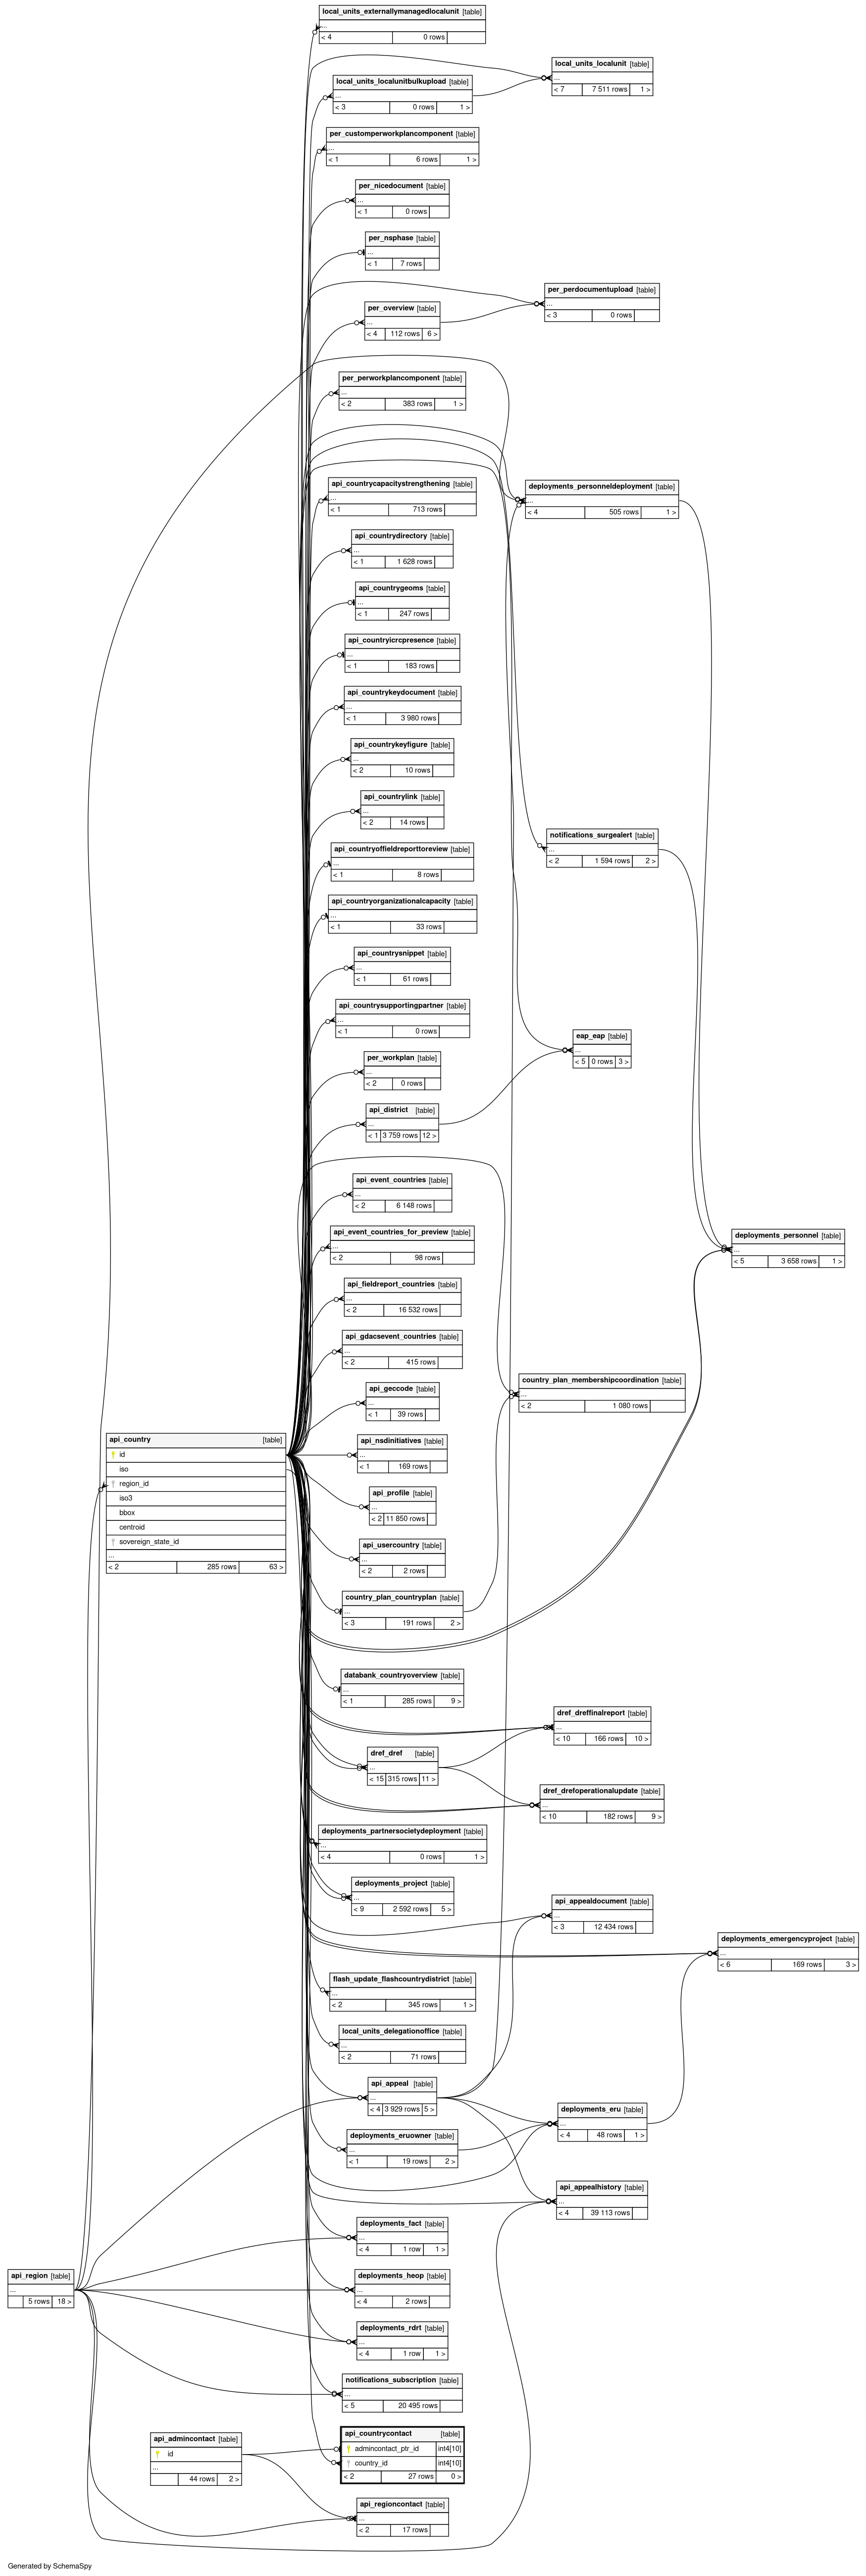 local_units_externallymanagedlocalunit [table]
...
< 4 0 rows
local_units_localunit [table]
...
< 7 7 511 rows 1 >
local_units_localunitbulkupload [table]
...
< 3 0 rows 1 >
per_customperworkplancomponent [table]
...
< 1 6 rows 1 >
per_nicedocument [table]
...
< 1 0 rows
per_nsphase [table]
...
< 1 7 rows
per_perdocumentupload [table]
...
< 3 0 rows
per_overview [table]
...
< 4 112 rows 6 >
per_perworkplancomponent [table]
...
< 2 383 rows 1 >
api_countrycapacitystrengthening [table]
...
< 1 713 rows
deployments_personneldeployment [table]
...
< 4 505 rows 1 >
api_countrydirectory [table]
...
< 1 1 628 rows
api_countrygeoms [table]
...
< 1 247 rows
api_countryicrcpresence [table]
...
< 1 183 rows
api_countrykeydocument [table]
...
< 1 3 980 rows
api_countrykeyfigure [table]
...
< 2 10 rows
api_countrylink [table]
...
< 2 14 rows
notifications_surgealert [table]
...
< 2 1 594 rows 2 >
api_countryoffieldreporttoreview [table]
...
< 1 8 rows
api_countryorganizationalcapacity [table]
...
< 1 33 rows
api_countrysnippet [table]
...
< 1 61 rows
api_countrysupportingpartner [table]
...
< 1 0 rows
eap_eap [table]
...
< 5 0 rows 3 >
per_workplan [table]
...
< 2 0 rows
api_district [table]
...
< 1 3 759 rows 12 >
api_event_countries [table]
...
< 2 6 148 rows
api_event_countries_for_preview [table]
...
< 2 98 rows
deployments_personnel [table]
...
< 5 3 658 rows 1 >
api_fieldreport_countries [table]
...
< 2 16 532 rows
api_gdacsevent_countries [table]
...
< 2 415 rows
api_geccode [table]
...
< 1 39 rows
country_plan_membershipcoordination [table]
...
< 2 1 080 rows
api_country [table]
id
iso
region_id
iso3
bbox
centroid
sovereign_state_id
...
< 2 285 rows 63 >
api_nsdinitiatives [table]
...
< 1 169 rows
api_profile [table]
...
< 2 11 850 rows
api_usercountry [table]
...
< 2 2 rows
country_plan_countryplan [table]
...
< 3 191 rows 2 >
databank_countryoverview [table]
...
< 1 285 rows 9 >
dref_dreffinalreport [table]
...
< 10 166 rows 10 >
dref_dref [table]
...
< 15 315 rows 11 >
dref_drefoperationalupdate [table]
...
< 10 182 rows 9 >
deployments_partnersocietydeployment [table]
...
< 4 0 rows 1 >
deployments_project [table]
...
< 9 2 592 rows 5 >
api_appealdocument [table]
...
< 3 12 434 rows
deployments_emergencyproject [table]
...
< 6 169 rows 3 >
flash_update_flashcountrydistrict [table]
...
< 2 345 rows 1 >
local_units_delegationoffice [table]
...
< 2 71 rows
api_appeal [table]
...
< 4 3 929 rows 5 >
deployments_eru [table]
...
< 4 48 rows 1 >
deployments_eruowner [table]
...
< 1 19 rows 2 >
api_appealhistory [table]
...
< 4 39 113 rows
deployments_fact [table]
...
< 4 1 row 1 >
api_region [table]
...
5 rows 18 >
deployments_heop [table]
...
< 4 2 rows
deployments_rdrt [table]
...
< 4 1 row 1 >
notifications_subscription [table]
...
< 5 20 495 rows
api_admincontact [table]
id
...
44 rows 2 >
api_countrycontact [table]
admincontact_ptr_id int4[10]
country_id int4[10]
< 2 27 rows 0 >
api_regioncontact [table]
...
< 2 17 rows
Generated by SchemaSpy